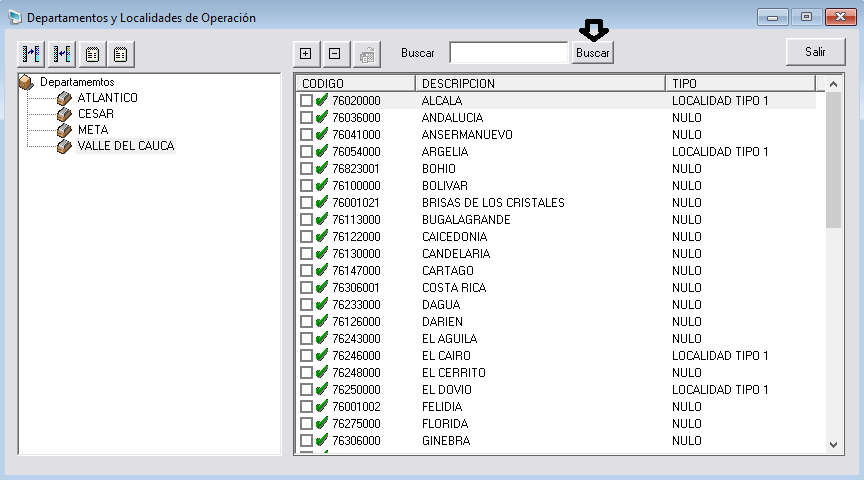 Departamentos y Localidades de Operación
Buscar Buscar Salir
Departamentos
ATLANTICO
CESAR
META
VALLE DEL CAUCA
CODIGO DESCRIPCION TIPO
76020000 ALCALA LOCALIDAD TIPO 1
76036000 ANDALUCIA NULO
76041000 ANSERMANUEVO NULO
76054000 ARGELIA LOCALIDAD TIPO 1
76823001 BOHIO NULO
76100000 BOLIVAR NULO
76001021 BRISAS DE LOS CRISTALES NULO
76113000 BUGALAGRANDE NULO
76122000 CAICEDONIA NULO
76130000 CANDELARIA NULO
76147000 CARTAGO NULO
76306001 COSTA RICA NULO
76233000 DAGUA NULO
76126000 DARIEN NULO
76243000 EL AGUILA NULO
76246000 EL CAIRO LOCALIDAD TIPO 1
76248000 EL CERRITO NULO
76250000 EL DOVIO LOCALIDAD TIPO 1
76001002 FELIDIA NULO
76275000 FLORIDA NULO
76306000 GINEBRA NULO